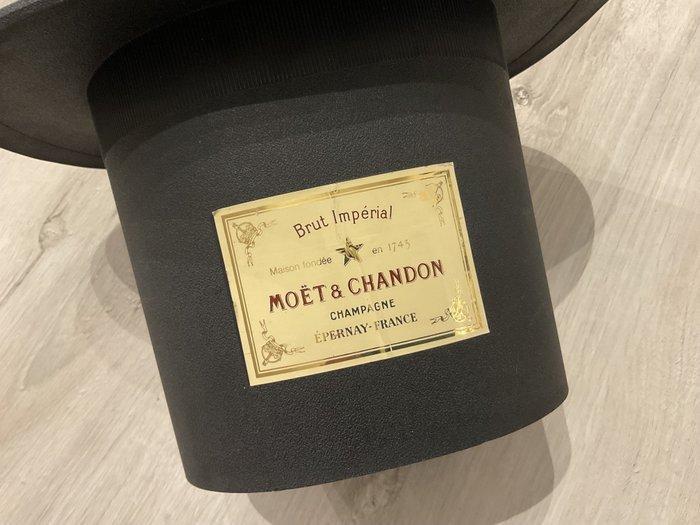 Brut Impérial
Maison fondée en 1743
MOËT & CHANDON
CHAMPAGNE
ÉPERNAY-FRANCE